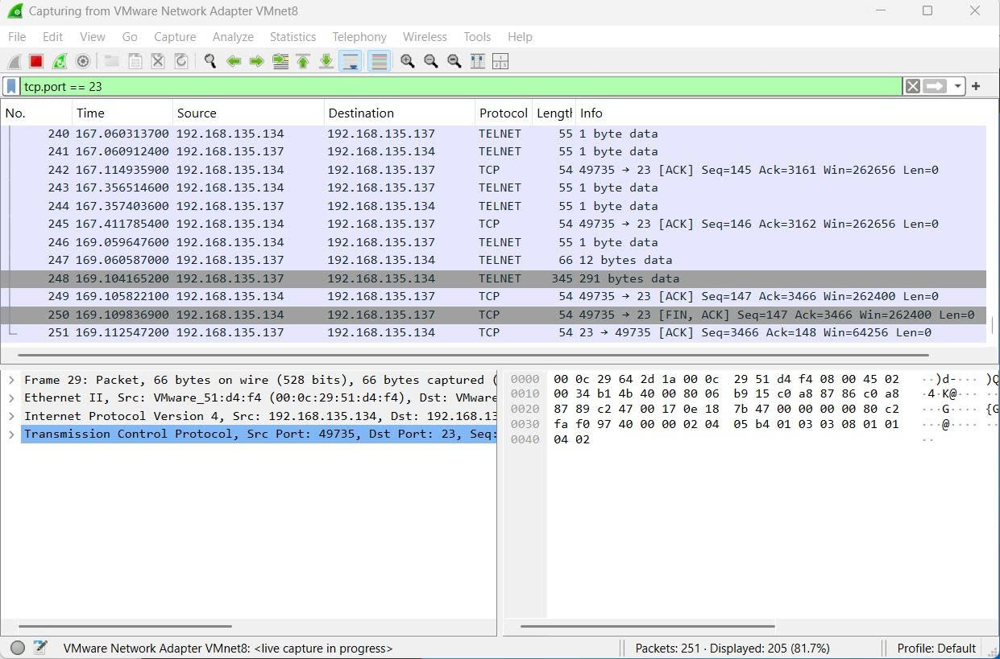 Capturing from VMware Network Adapter VMnet8
File Edit View Go Capture Analyze Statistics Telephony Wireless Tools Help
tcp.port == 23
No. Time Source Destination Protocol Lengtl Info
240 167.060313700 192.168.135.134 192.168.135.137 TELNET 55 1 byte data
241 167.060912400 192.168.135.137 192.168.135.134 TELNET 55 1 byte data
242 167.114935900 192.168.135.134 192.168.135.137 TCP 54 49735 → 23 [ACK] Seq=145 Ack=3161 Win=262656 Len=0
243 167.356514600 192.168.135.134 192.168.135.137 TELNET 55 1 byte data
244 167.357403600 192.168.135.137 192.168.135.134 TELNET 55 1 byte data
245 167.411785400 192.168.135.134 192.168.135.137 TCP 54 49735 → 23 [ACK] Seq=146 Ack=3162 Win=262656 Len=0
246 169.059647600 192.168.135.134 192.168.135.137 TELNET 55 1 byte data
247 169.060587000 192.168.135.137 192.168.135.134 TELNET 66 12 bytes data
248 169.104165200 192.168.135.137 192.168.135.134 TELNET 345 291 bytes data
249 169.105822100 192.168.135.134 192.168.135.137 TCP 54 49735 → 23 [ACK] Seq=147 Ack=3466 Win=262400 Len=0
250 169.109836900 192.168.135.134 192.168.135.137 TCP 54 49735 → 23 [FIN, ACK] Seq=147 Ack=3466 Win=262400 Len=0
251 169.112547200 192.168.135.137 192.168.135.134 TCP 54 23 → 49735 [ACK] Seq=3466 Ack=148 Win=64256 Len=0
Frame 29: Packet, 66 bytes on wire (528 bits), 66 bytes captured (
Ethernet II, Src: VMware_51:d4:f4 (00:0c:29:51:d4:f4), Dst: VMware
Internet Protocol Version 4, Src: 192.168.135.134, Dst: 192.168.13
Transmission Control Protocol, Src Port: 49735, Dst Port: 23, Seq:
0000 00 0c 29 64 2d 1a 00 0c 29 51 d4 f4 08 00 45 02 ··)d-··· )Q
0010 00 34 b1 4b 40 00 80 06 b9 15 c0 a8 87 86 c0 a8 ·4·K@··· ··
0020 87 89 c2 47 00 17 0e 18 7b 47 00 00 00 00 80 c2 ···G···· {G
0030 fa f0 97 40 00 00 02 04 05 b4 01 03 03 08 01 01 ···@···· ··
0040 04 02 ··
VMware Network Adapter VMnet8: <live capture in progress>
Packets: 251 · Displayed: 205 (81.7%)
Profile: Default